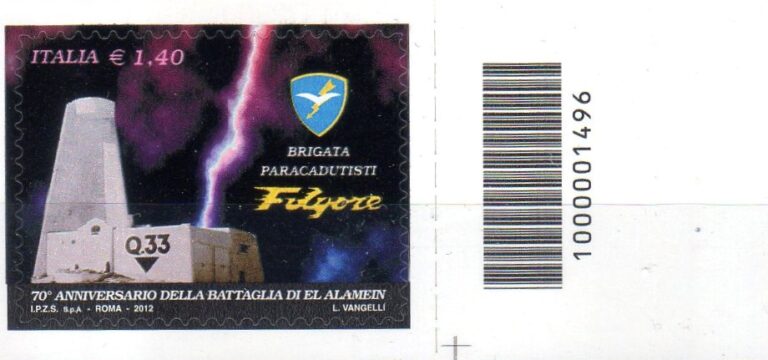 ITALIA € 1.40
BRIGATA
PARACADUTISTI
Folgore
Q.33
70° ANNIVERSARIO DELLA BATTAGLIA DI EL ALAMEIN
I.P.Z.S. S.p.A - ROMA - 2012 L. VANGELLI
1000001496